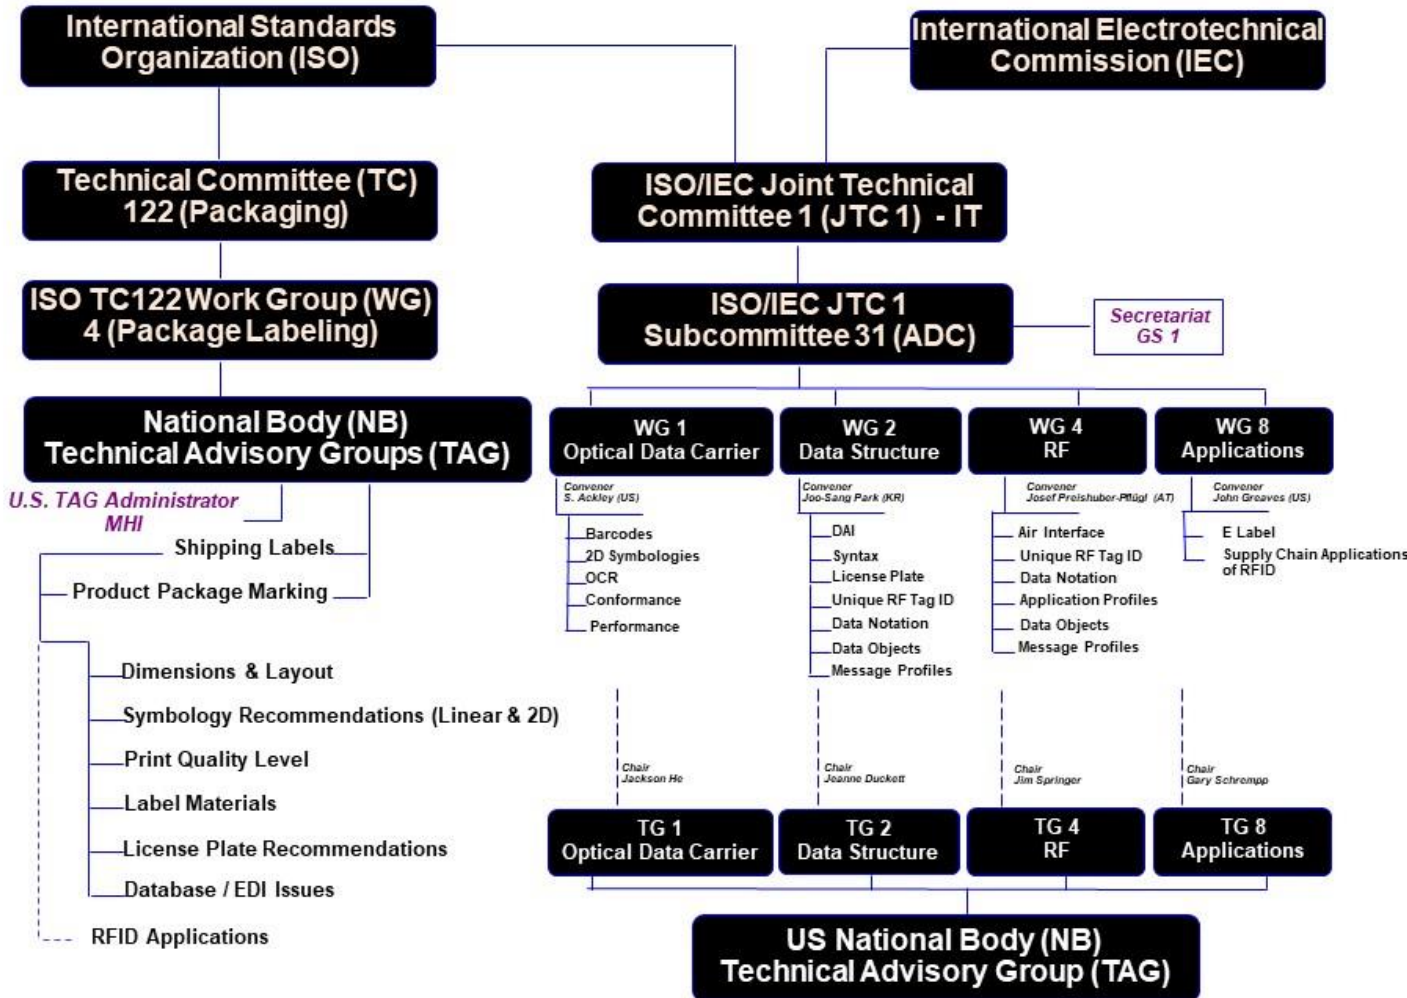 International Standards
Organization (ISO)
International Electrotechnical
Commission (IEC)
Technical Committee (TC)
122 (Packaging)
ISO/IEC Joint Technical
Committee 1 (JTC 1) - IT
ISO TC122 Work Group (WG)
4 (Package Labeling)
ISO/IEC JTC 1
Subcommittee 31 (ADC)
Secretariat
GS 1
National Body (NB)
Technical Advisory Groups (TAG)
U.S. TAG Administrator
MHI
Shipping Labels
Product Package Marking
Dimensions & Layout
Symbology Recommendations (Linear & 2D)
Print Quality Level
Label Materials
License Plate Recommendations
Database / EDI Issues
RFID Applications
WG 1
Optical Data Carrier
Convener
S. Ackley (US)
Barcodes
2D Symbologies
OCR
Conformance
Performance
WG 2
Data Structure
Convener
Joo-Sang Park (KR)
DAI
Syntax
License Plate
Unique RF Tag ID
Data Notation
Data Objects
Message Profiles
WG 4
RF
Convener
Josef Preishuber-Pflügl (AT)
Air Interface
Unique RF Tag ID
Data Notation
Application Profiles
Data Objects
Message Profiles
WG 8
Applications
Convener
John Greaves (US)
E Label
Supply Chain Applications
of RFID
Chair
Jackson He
TG 1
Optical Data Carrier
Chair
Jeanne Duckett
TG 2
Data Structure
Chair
Jim Springer
TG 4
RF
Chair
Gary Schrempp
TG 8
Applications
US National Body (NB)
Technical Advisory Group (TAG)